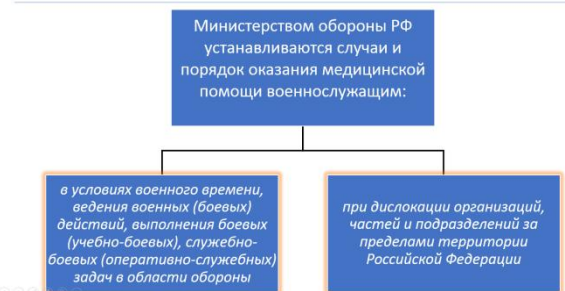 Министерством обороны РФ
устанавливаются случаи и
порядок оказания медицинской
помощи военнослужащим:
в условиях военного времени,
ведения военных (боевых)
действий, выполнения боевых
(учебно-боевых), служебно-
боевых (оперативно-служебных)
задач в области обороны
при дислокации организаций,
частей и подразделений за
пределами территории
Российской Федерации